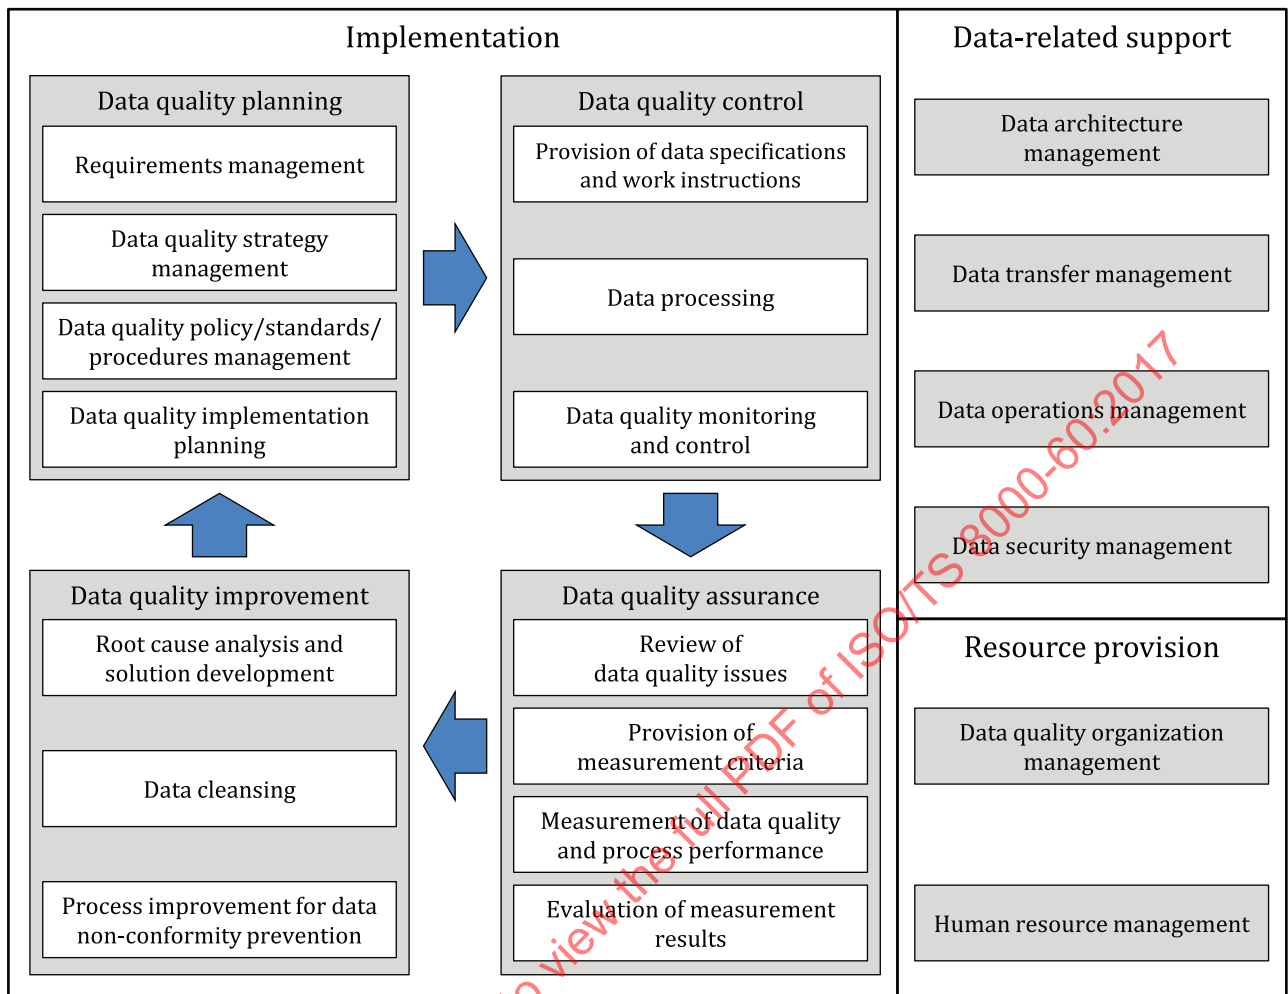 Implementation
Data quality planning
Requirements management
Data quality strategy
management
Data quality policy/standards/
procedures management
Data quality implementation
planning
Data quality control
Provision of data specifications
and work instructions
Data processing
Data quality monitoring
and control
Data quality improvement
Root cause analysis and
solution development
Data cleansing
Process improvement for data
non-conformity prevention
Data quality assurance
Review of
data quality issues
Provision of
measurement criteria
Measurement of data quality
and process performance
Evaluation of measurement
results
Data-related support
Data architecture
management
Data transfer management
Data operations management
Data security management
Resource provision
Data quality organization
management
Human resource management
view the full PDF of ISO/TS 8000-60:2017